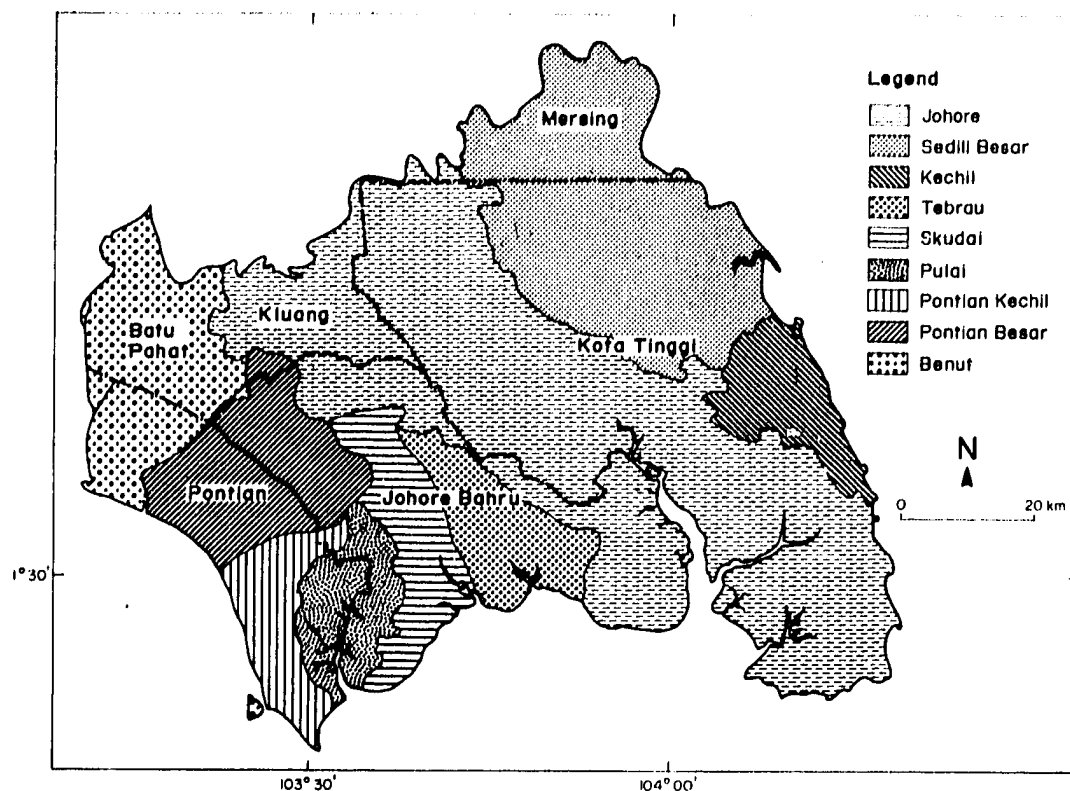 Legend
Johore
Sedili Besar
Kechil
Tebrau
Skudai
Pulai
Pontian Kechil
Pontian Besar
Benut
Mersing
Kluang
Batu
Pahat
Kota Tinggi
Pontian
Johore Bahru
N
0 20 km
1°30'
103°30'
104°00'